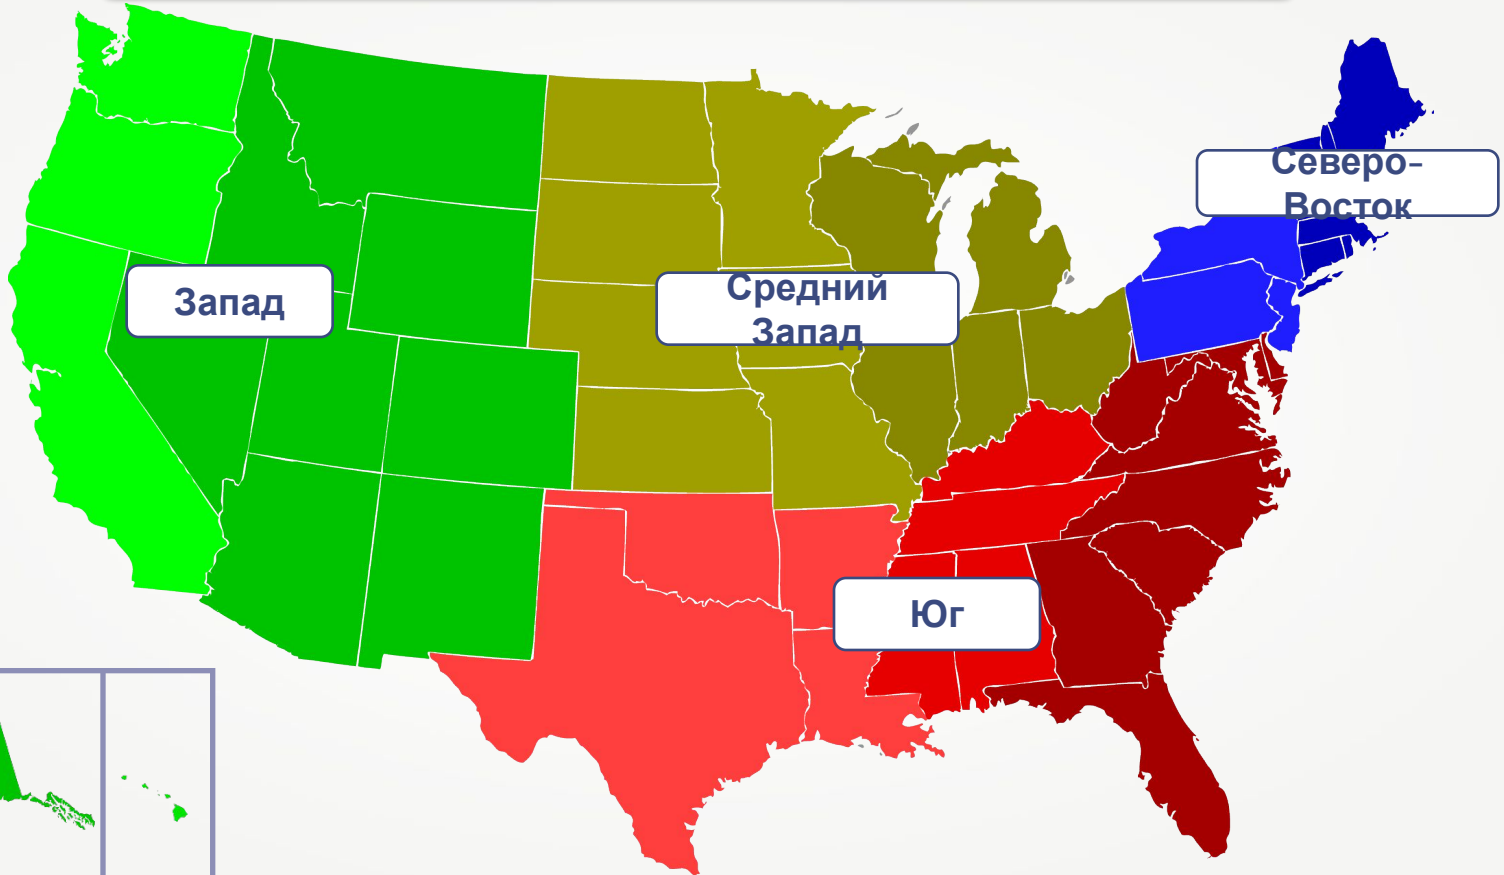 Северо-
Восток
Запад
Средний
Запад
Юг